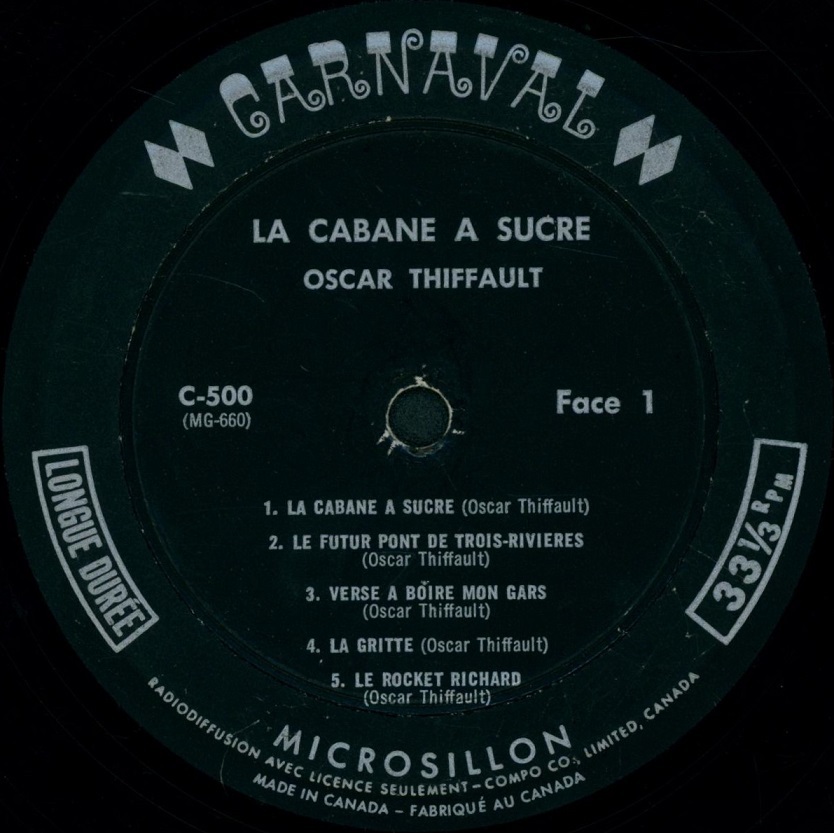 CARNAVAL
LA CABANE A SUCRE
OSCAR THIFFAULT
C-500
(MG-660)
Face 1
LONGUE DURÉE
33 1/3 RPM
1. LA CABANE A SUCRE (Oscar Thiffault)
2. LE FUTUR PONT DE TROIS-RIVIERES
(Oscar Thiffault)
3. VERSE A BOIRE MON GARS
(Oscar Thiffault)
4. LA GRITTE (Oscar Thiffault)
5. LE ROCKET RICHARD
(Oscar Thiffault)
MICROSILLON
RADIODIFFUSION AVEC LICENCE SEULEMENT – COMPO CO. LIMITED, CANADA
MADE IN CANADA – FABRIQUÉ AU CANADA